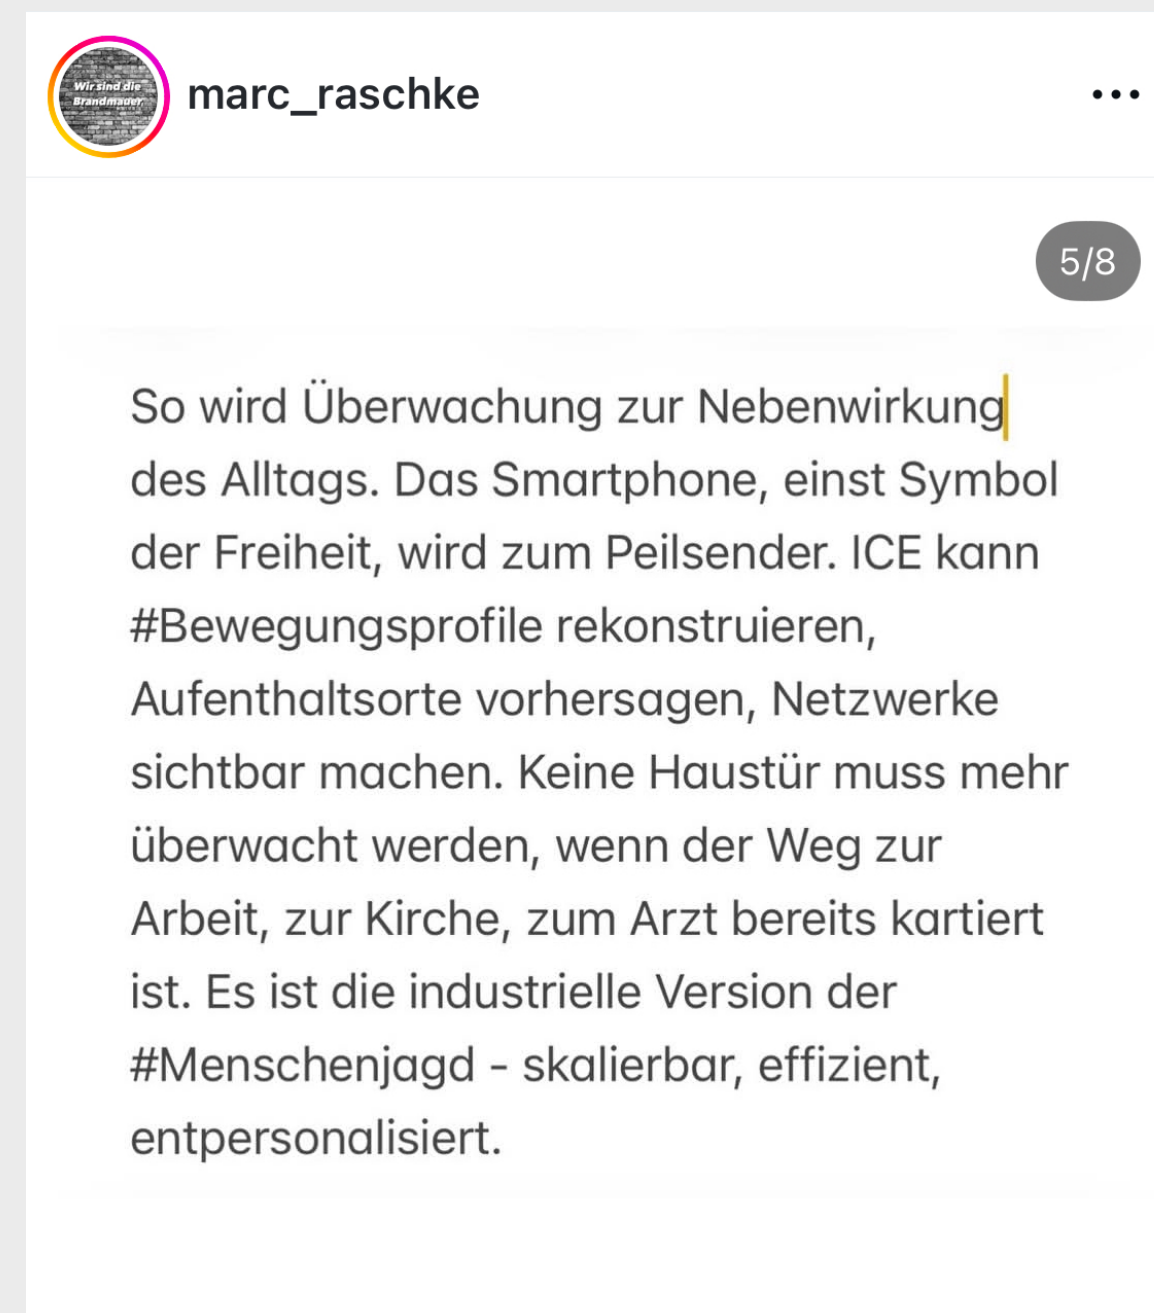 Wir sind die
Brandmauer.
marc_raschke
5/8
So wird Überwachung zur Nebenwirkung
des Alltags. Das Smartphone, einst Symbol
der Freiheit, wird zum Peilsender. ICE kann
#Bewegungsprofile rekonstruieren,
Aufenthaltsorte vorhersagen, Netzwerke
sichtbar machen. Keine Haustür muss mehr
überwacht werden, wenn der Weg zur
Arbeit, zur Kirche, zum Arzt bereits kartiert
ist. Es ist die industrielle Version der
#Menschenjagd - skalierbar, effizient,
entpersonalisiert.